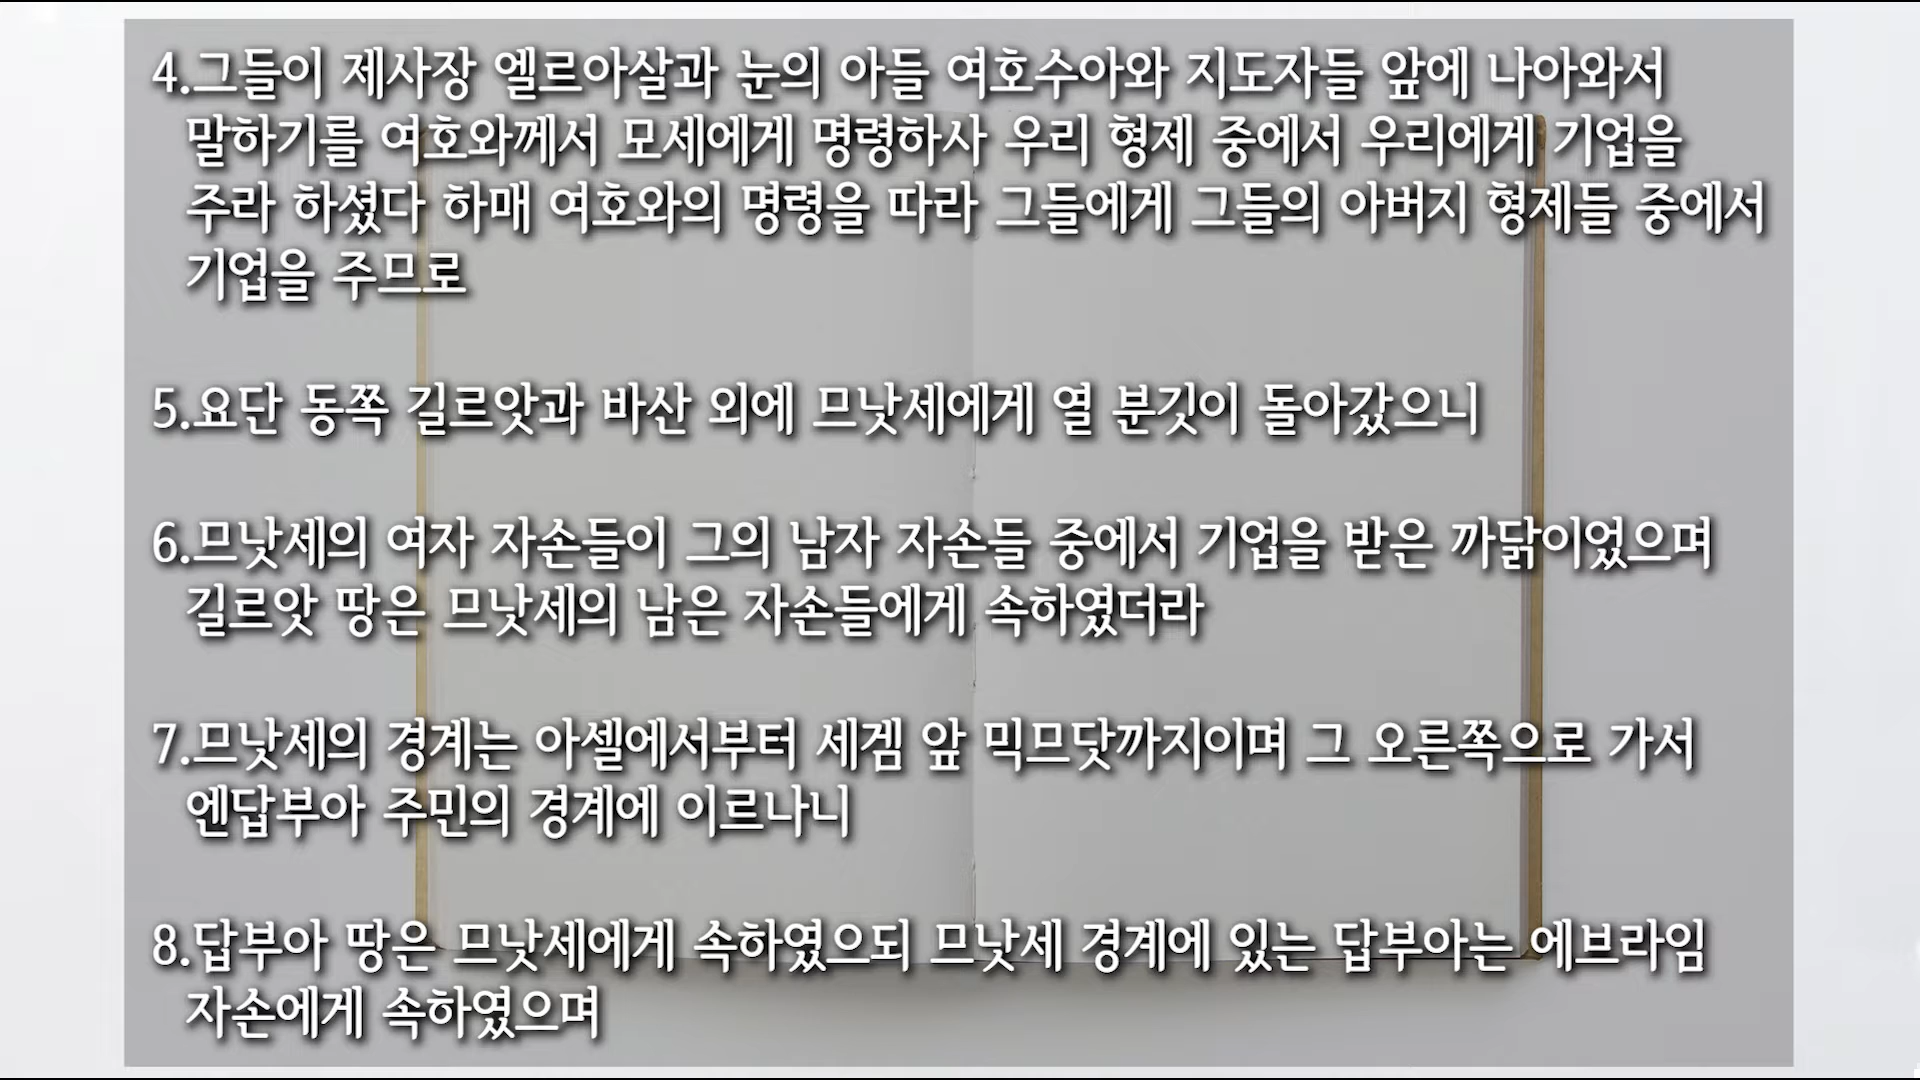 4.그들이 제사장 엘르아살과 눈의 아들 여호수아와 지도자들 앞에 나아와서
말하기를 여호와께서 모세에게 명령하사 우리 형제 중에서 우리에게 기업을
주라 하셨다 하매 여호와의 명령을 따라 그들에게 그들의 아버지 형제들 중에서
기업을 주므로
5.요단 동쪽 길르앗과 바산 외에 므낫세에게 열 분깃이 돌아갔으니
6.므낫세의 여자 자손들이 그의 남자 자손들 중에서 기업을 받은 까닭이었으며
길르앗 땅은 므낫세의 남은 자손들에게 속하였더라
7.므낫세의 경계는 아셀에서부터 세겜 앞 믹므닷까지이며 그 오른쪽으로 가서
엔답부아 주민의 경계에 이르나니
8.답부아 땅은 므낫세에게 속하였으되 므낫세 경계에 있는 답부아는 에브라임
자손에게 속하였으며